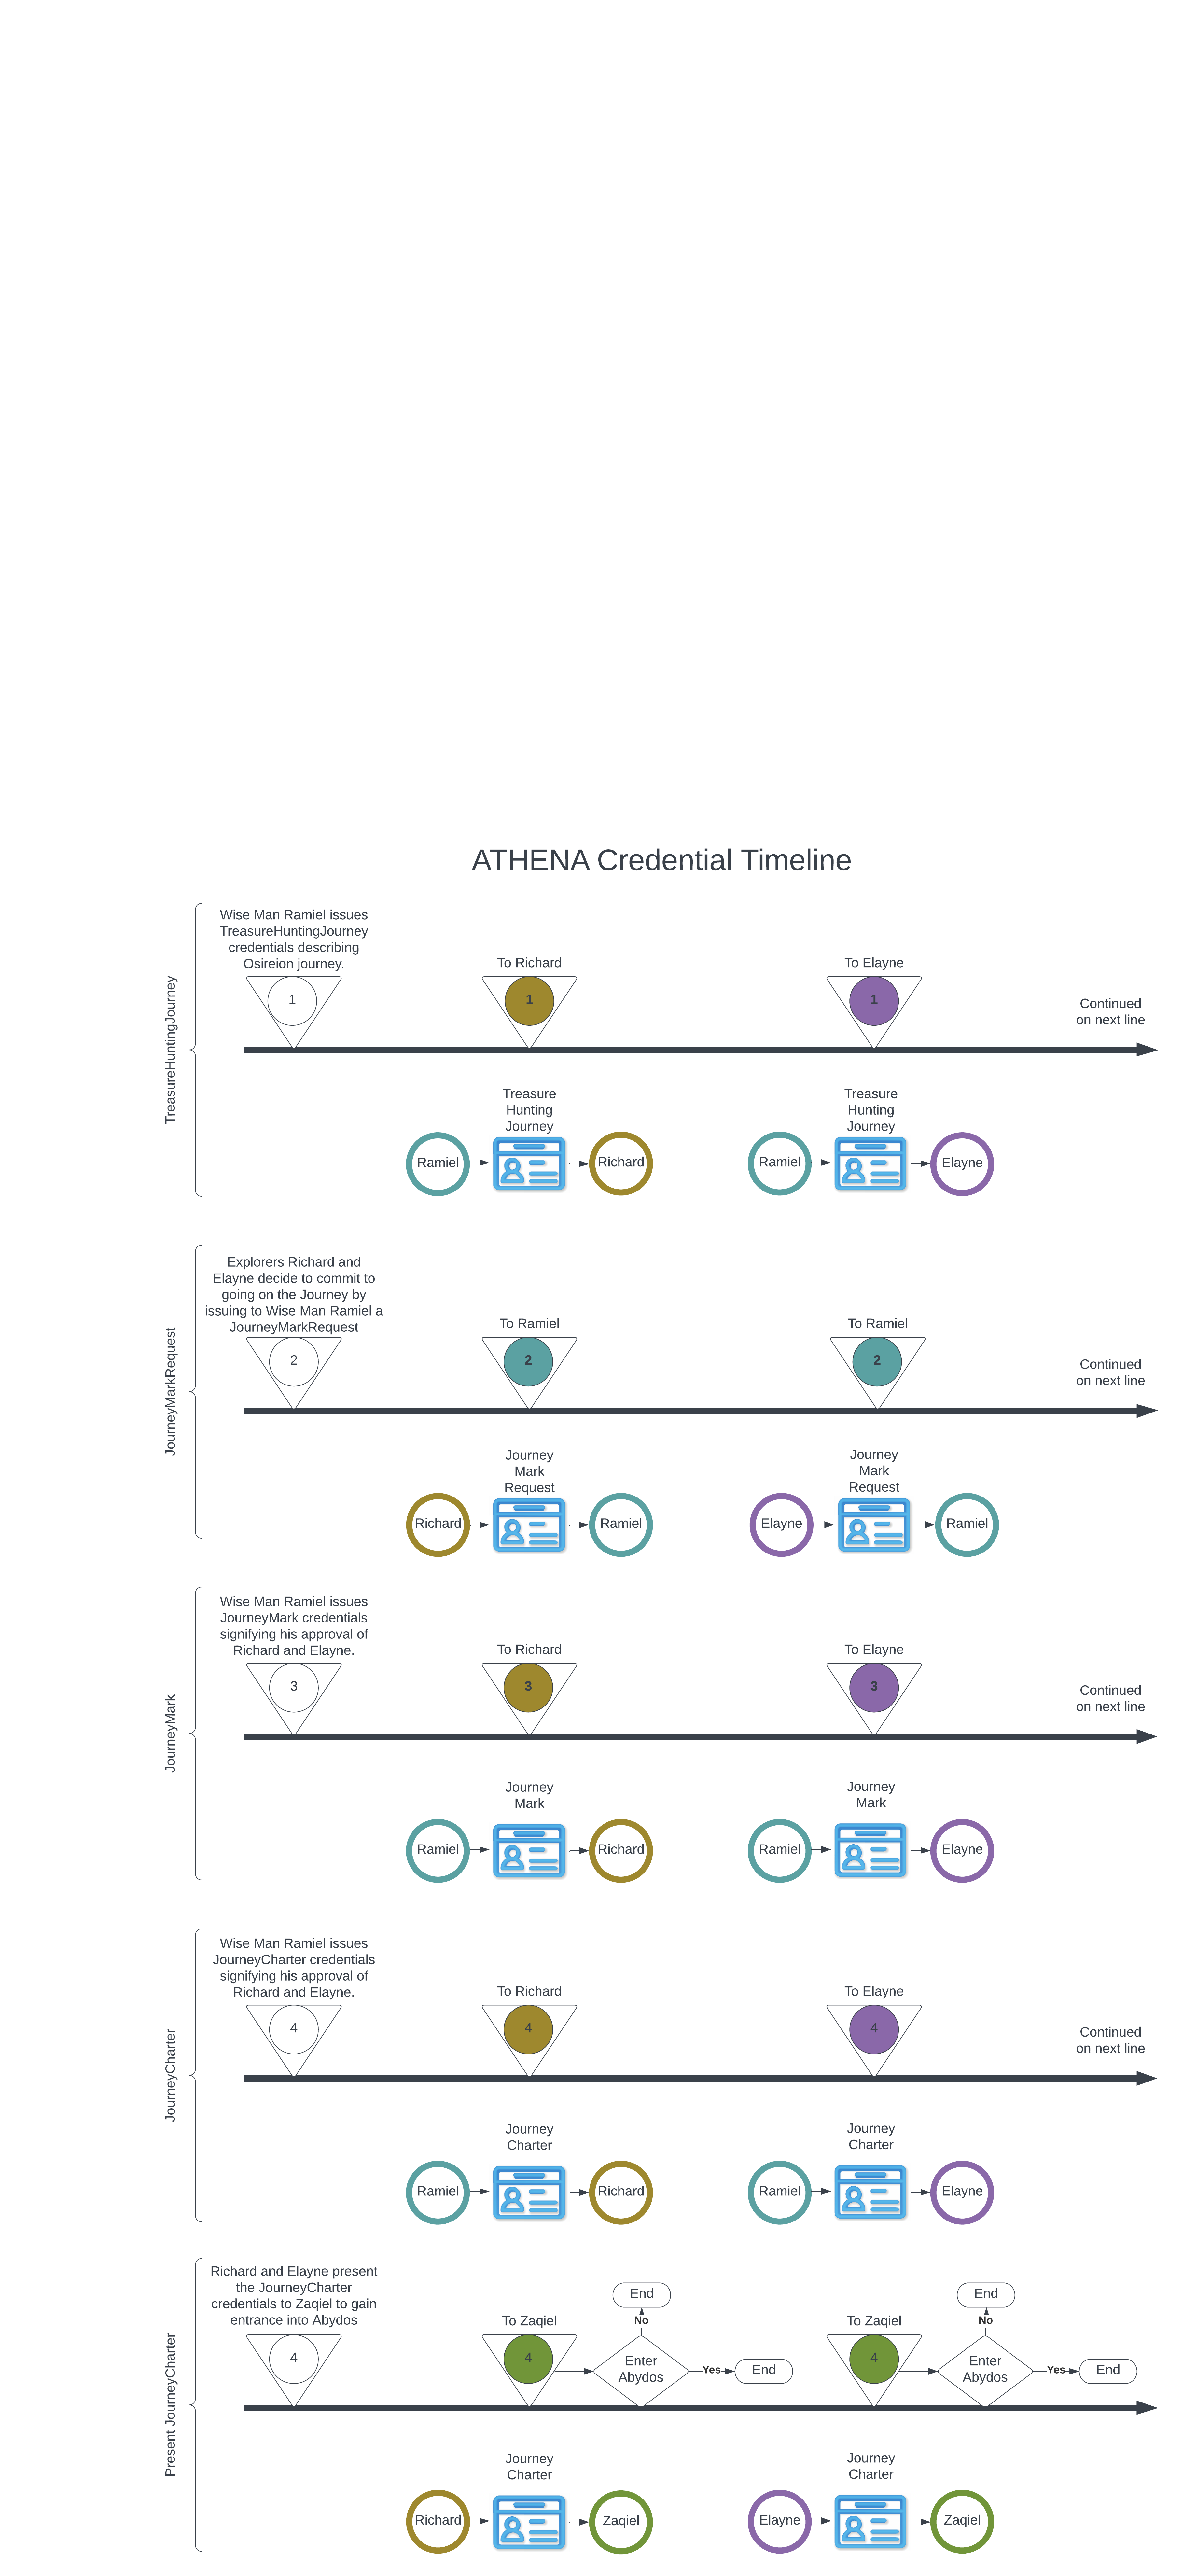 ATHENA Credential Timeline
TreasureHuntingJourney
Wise Man Ramiel issues
TreasureHuntingJourney
credentials describing
Osireion journey.
1
To Richard
1
To Elayne
1
Continued
on next line
Treasure
Hunting
Journey
Ramiel
Richard
Treasure
Hunting
Journey
Ramiel
Elayne
JourneyMarkRequest
Explorers Richard and
Elayne decide to commit to
going on the Journey by
issuing to Wise Man Ramiel a
JourneyMarkRequest
2
To Ramiel
2
To Ramiel
2
Continued
on next line
Journey
Mark
Request
Richard
Ramiel
Journey
Mark
Request
Elayne
Ramiel
JourneyMark
Wise Man Ramiel issues
JourneyMark credentials
signifying his approval of
Richard and Elayne.
3
To Richard
3
To Elayne
3
Continued
on next line
Journey
Mark
Ramiel
Richard
Journey
Mark
Ramiel
Elayne
JourneyCharter
Wise Man Ramiel issues
JourneyCharter credentials
signifying his approval of
Richard and Elayne.
4
To Richard
4
To Elayne
4
Continued
on next line
Journey
Charter
Ramiel
Richard
Journey
Charter
Ramiel
Elayne
Present JourneyCharter
Richard and Elayne present
the JourneyCharter
credentials to Zaqiel to gain
entrance into Abydos
4
To Zaqiel
4
End
No
Enter
Abydos
Yes
End
To Zaqiel
4
End
No
Enter
Abydos
Yes
End
Journey
Charter
Richard
Zaqiel
Journey
Charter
Elayne
Zaqiel